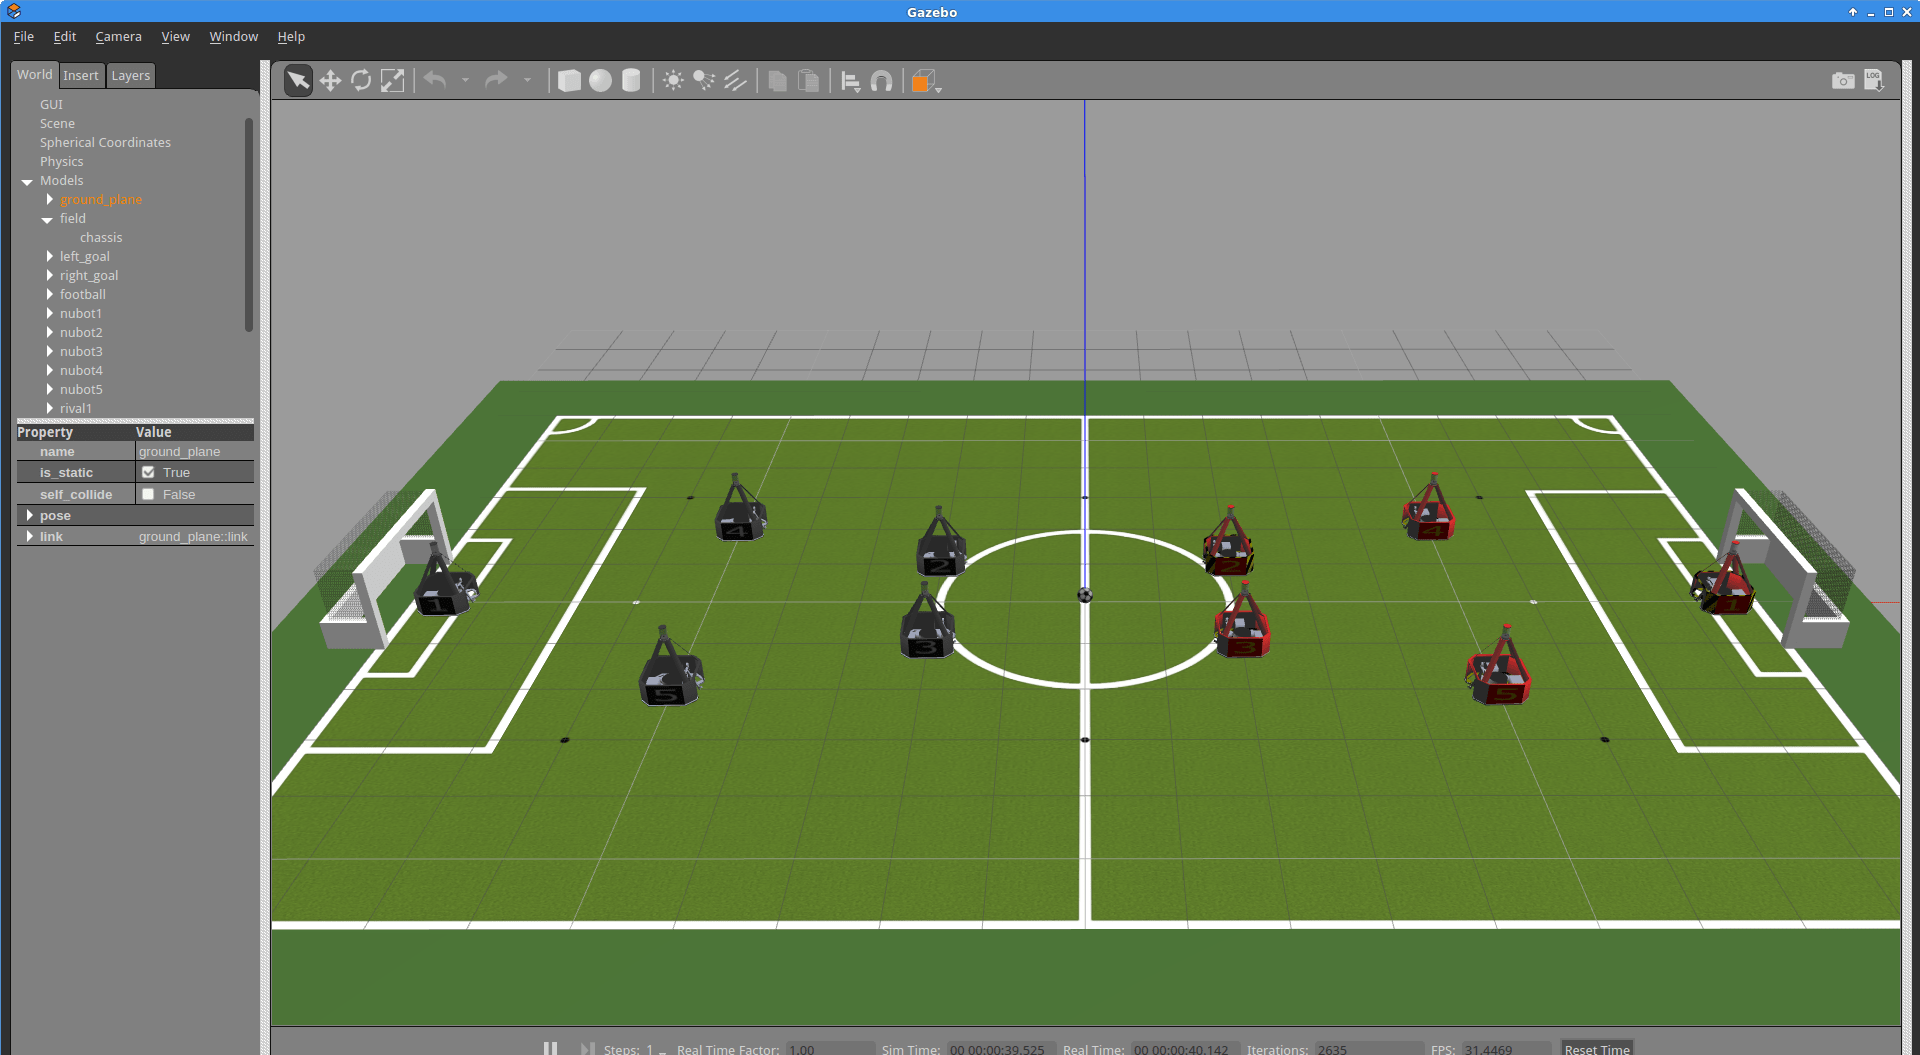 Gazebo
File Edit Camera View Window Help
World Insert Layers
LOG
GUI
Scene
Spherical Coordinates
Physics
Models
ground_plane
field
chassis
left_goal
right_goal
football
nubot1
nubot2
nubot3
nubot4
nubot5
rival1
Property Value
name ground_plane
is_static True
self_collide False
pose
link ground_plane::link
4
4
2
2
1
1
3
3
5
5
Steps: 1 Real Time Factor: 1.00 Sim Time: 00 00:00:39.525 Real Time: 00 00:00:40.142 Iterations: 2635 FPS: 31.4469 Reset Time